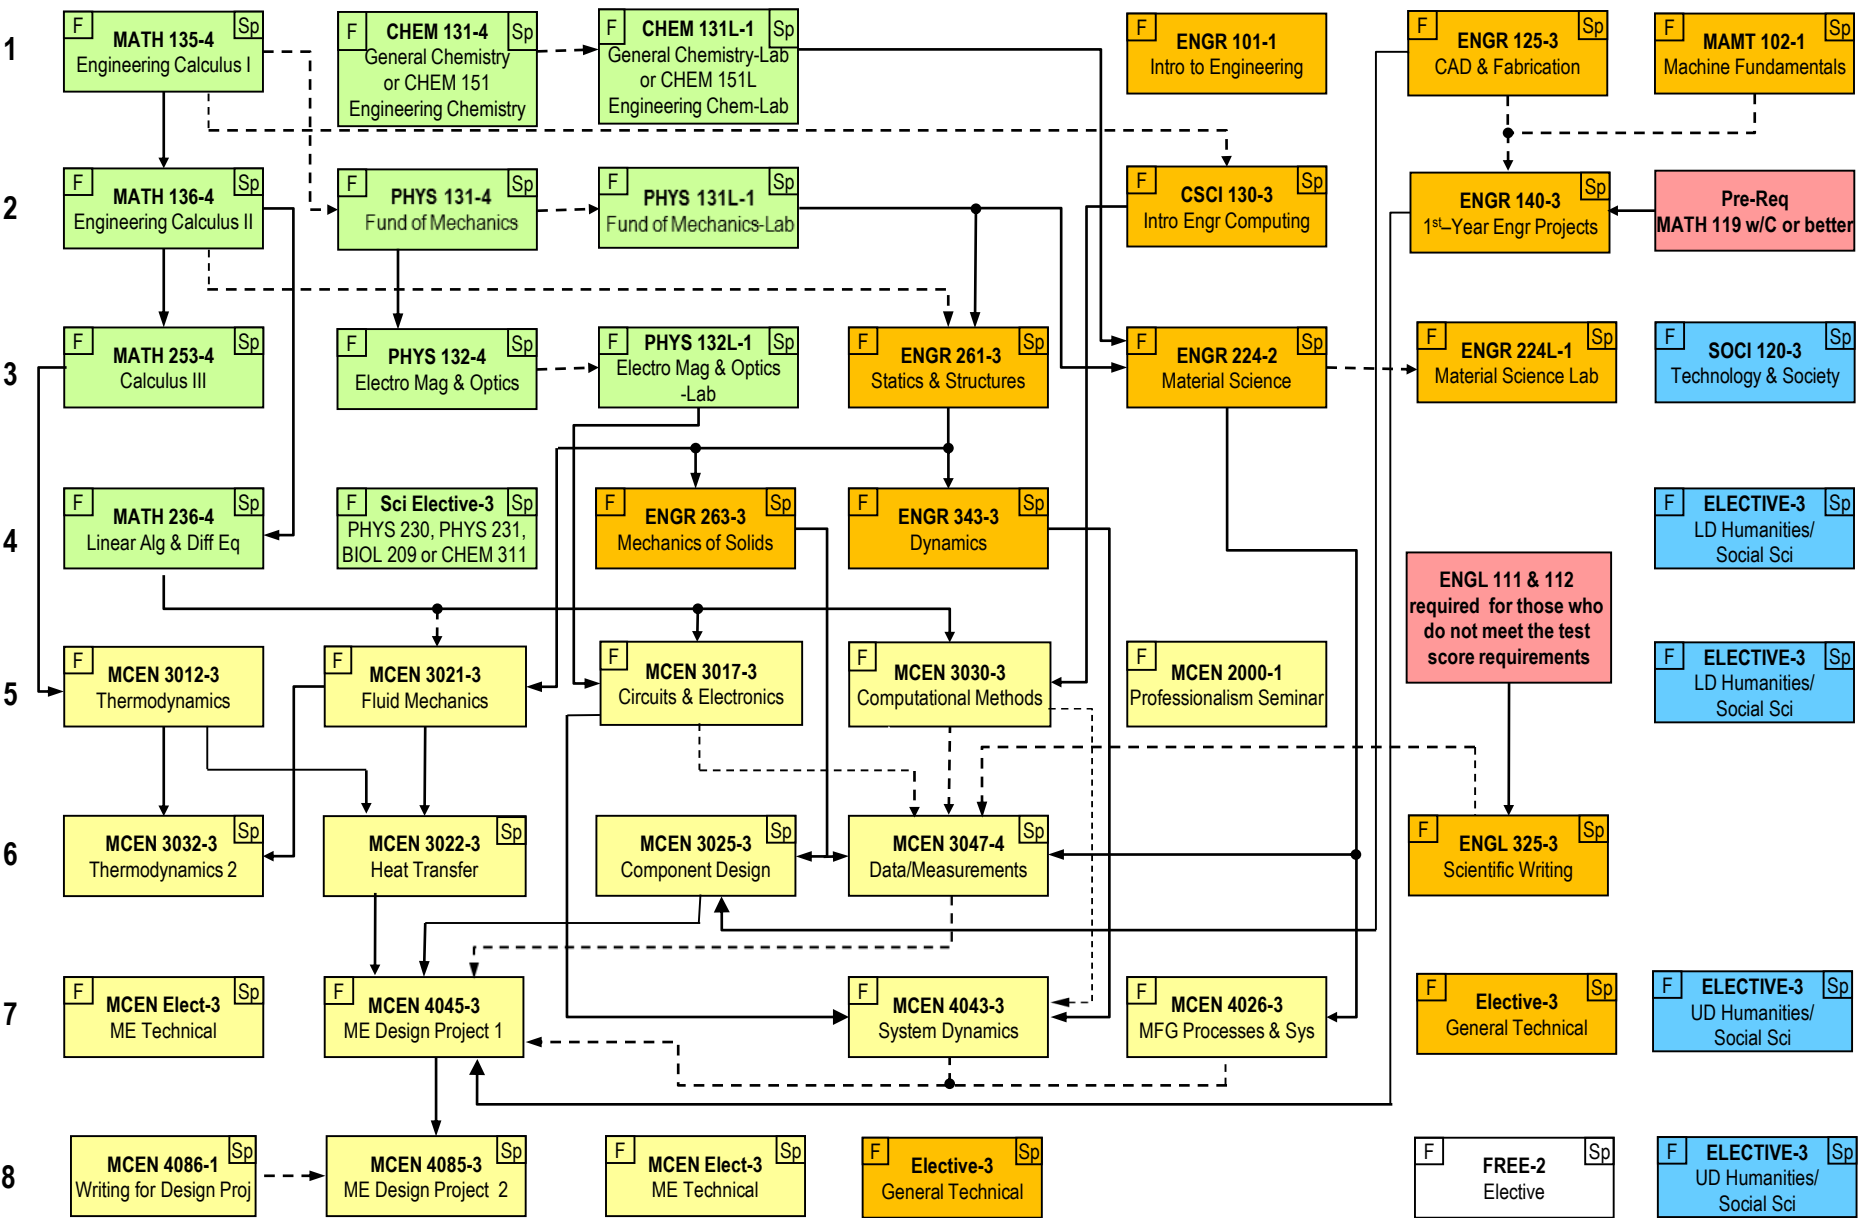 1
F
MATH 135-4
Sp
Engineering Calculus I
F
CHEM 131-4
Sp
General Chemistry
or CHEM 151
Engineering Chemistry
F
CHEM 131L-1
Sp
General Chemistry-Lab
or CHEM 151L
Engineering Chem-Lab
F
ENGR 101-1
Intro to Engineering
F
ENGR 125-3
Sp
CAD & Fabrication
F
MAMT 102-1
Sp
Machine Fundamentals
2
F
MATH 136-4
Sp
Engineering Calculus II
F
PHYS 131-4
Sp
Fund of Mechanics
F
PHYS 131L-1
Sp
Fund of Mechanics-Lab
F
CSCI 130-3
Sp
Intro Engr Computing
ENGR 140-3
Sp
1st–Year Engr Projects
Pre-Req
MATH 119 w/C or better
3
F
MATH 253-4
Sp
Calculus III
F
PHYS 132-4
Sp
Electro Mag & Optics
F
PHYS 132L-1
Sp
Electro Mag & Optics
-Lab
F
ENGR 261-3
Sp
Statics & Structures
F
ENGR 224-2
Sp
Material Science
F
ENGR 224L-1
Sp
Material Science Lab
F
SOCI 120-3
Sp
Technology & Society
4
F
MATH 236-4
Sp
Linear Alg & Diff Eq
F
Sci Elective-3
Sp
PHYS 230, PHYS 231,
BIOL 209 or CHEM 311
F
ENGR 263-3
Sp
Mechanics of Solids
F
ENGR 343-3
Sp
Dynamics
ENGL 111 & 112
required for those who
do not meet the test
score requirements
F
ELECTIVE-3
Sp
LD Humanities/
Social Sci
5
F
MCEN 3012-3
Thermodynamics
F
MCEN 3021-3
Fluid Mechanics
F
MCEN 3017-3
Circuits & Electronics
F
MCEN 3030-3
Computational Methods
F
MCEN 2000-1
Professionalism Seminar
F
ELECTIVE-3
Sp
LD Humanities/
Social Sci
6
MCEN 3032-3
Sp
Thermodynamics 2
MCEN 3022-3
Sp
Heat Transfer
MCEN 3025-3
Sp
Component Design
MCEN 3047-4
Sp
Data/Measurements
F
ENGL 325-3
Sp
Scientific Writing
7
F
MCEN Elect-3
Sp
ME Technical
F
MCEN 4045-3
ME Design Project 1
F
MCEN 4043-3
System Dynamics
F
MCEN 4026-3
MFG Processes & Sys
F
Elective-3
Sp
General Technical
F
ELECTIVE-3
Sp
UD Humanities/
Social Sci
8
MCEN 4086-1
Sp
Writing for Design Proj
MCEN 4085-3
Sp
ME Design Project 2
F
MCEN Elect-3
Sp
ME Technical
F
Elective-3
Sp
General Technical
F
FREE-2
Sp
Elective
F
ELECTIVE-3
Sp
UD Humanities/
Social Sci